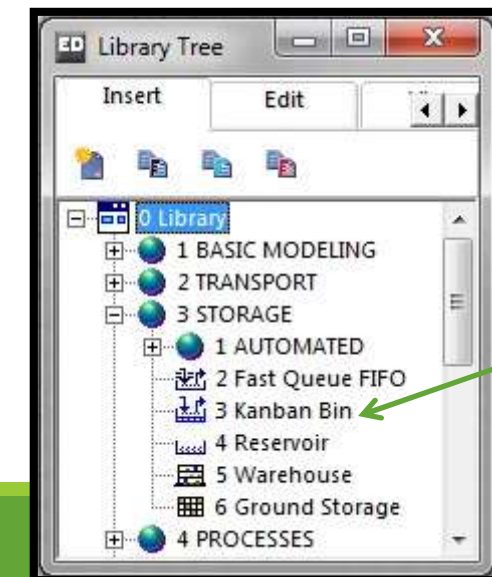 ED Library Tree
Insert Edit
0 Library
1 BASIC MODELING
2 TRANSPORT
3 STORAGE
1 AUTOMATED
2 Fast Queue FIFO
3 Kanban Bin
4 Reservoir
5 Warehouse
6 Ground Storage
4 PROCESSES